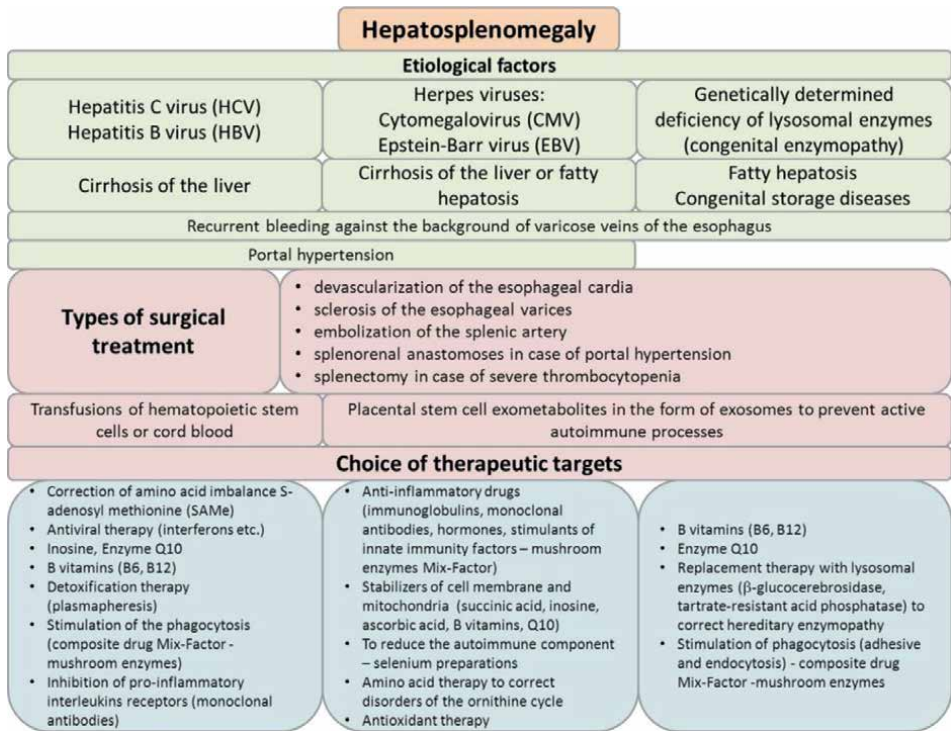 Hepatosplenomegaly
Etiological factors
Hepatitis C virus (HCV)
Hepatitis B virus (HBV)
Herpes viruses:
Cytomegalovirus (CMV)
Epstein-Barr virus (EBV)
Genetically determined
deficiency of lysosomal enzymes
(congenital enzymopathy)
Cirrhosis of the liver
Cirrhosis of the liver or fatty
hepatosis
Fatty hepatosis
Congenital storage diseases
Recurrent bleeding against the background of varicose veins of the esophagus
Portal hypertension
Types of surgical
treatment
• devascularization of the esophageal cardia
• sclerosis of the esophageal varices
• embolization of the splenic artery
• splenorenal anastomoses in case of portal hypertension
• splenectomy in case of severe thrombocytopenia
Transfusions of hematopoietic stem
cells or cord blood
Placental stem cell exometabolites in the form of exosomes to prevent active
autoimmune processes
Choice of therapeutic targets
• Correction of amino acid imbalance S-
adenosyl methionine (SAMe)
• Antiviral therapy (interferons etc.)
• Inosine, Enzyme Q10
• B vitamins (B6, B12)
• Detoxification therapy
(plasmapheresis)
• Stimulation of the phagocytosis
(composite drug Mix-Factor -
mushroom enzymes)
• Inhibition of pro-inflammatory
interleukins receptors (monoclonal
antibodies)
• Anti-inflammatory drugs
(immunoglobulins, monoclonal
antibodies, hormones, stimulants of
innate immunity factors – mushroom
enzymes Mix-Factor)
• Stabilizers of cell membrane and
mitochondria (succinic acid, inosine,
ascorbic acid, B vitamins, Q10)
• To reduce the autoimmune component
– selenium preparations
• Amino acid therapy to correct
disorders of the ornithine cycle
• Antioxidant therapy
• B vitamins (B6, B12)
• Enzyme Q10
• Replacement therapy with lysosomal
enzymes (β-glucocerebrosidase,
tartrate-resistant acid phosphatase) to
correct hereditary enzymopathy
• Stimulation of phagocytosis (adhesive
and endocytosis) - composite drug
Mix-Factor -mushroom enzymes